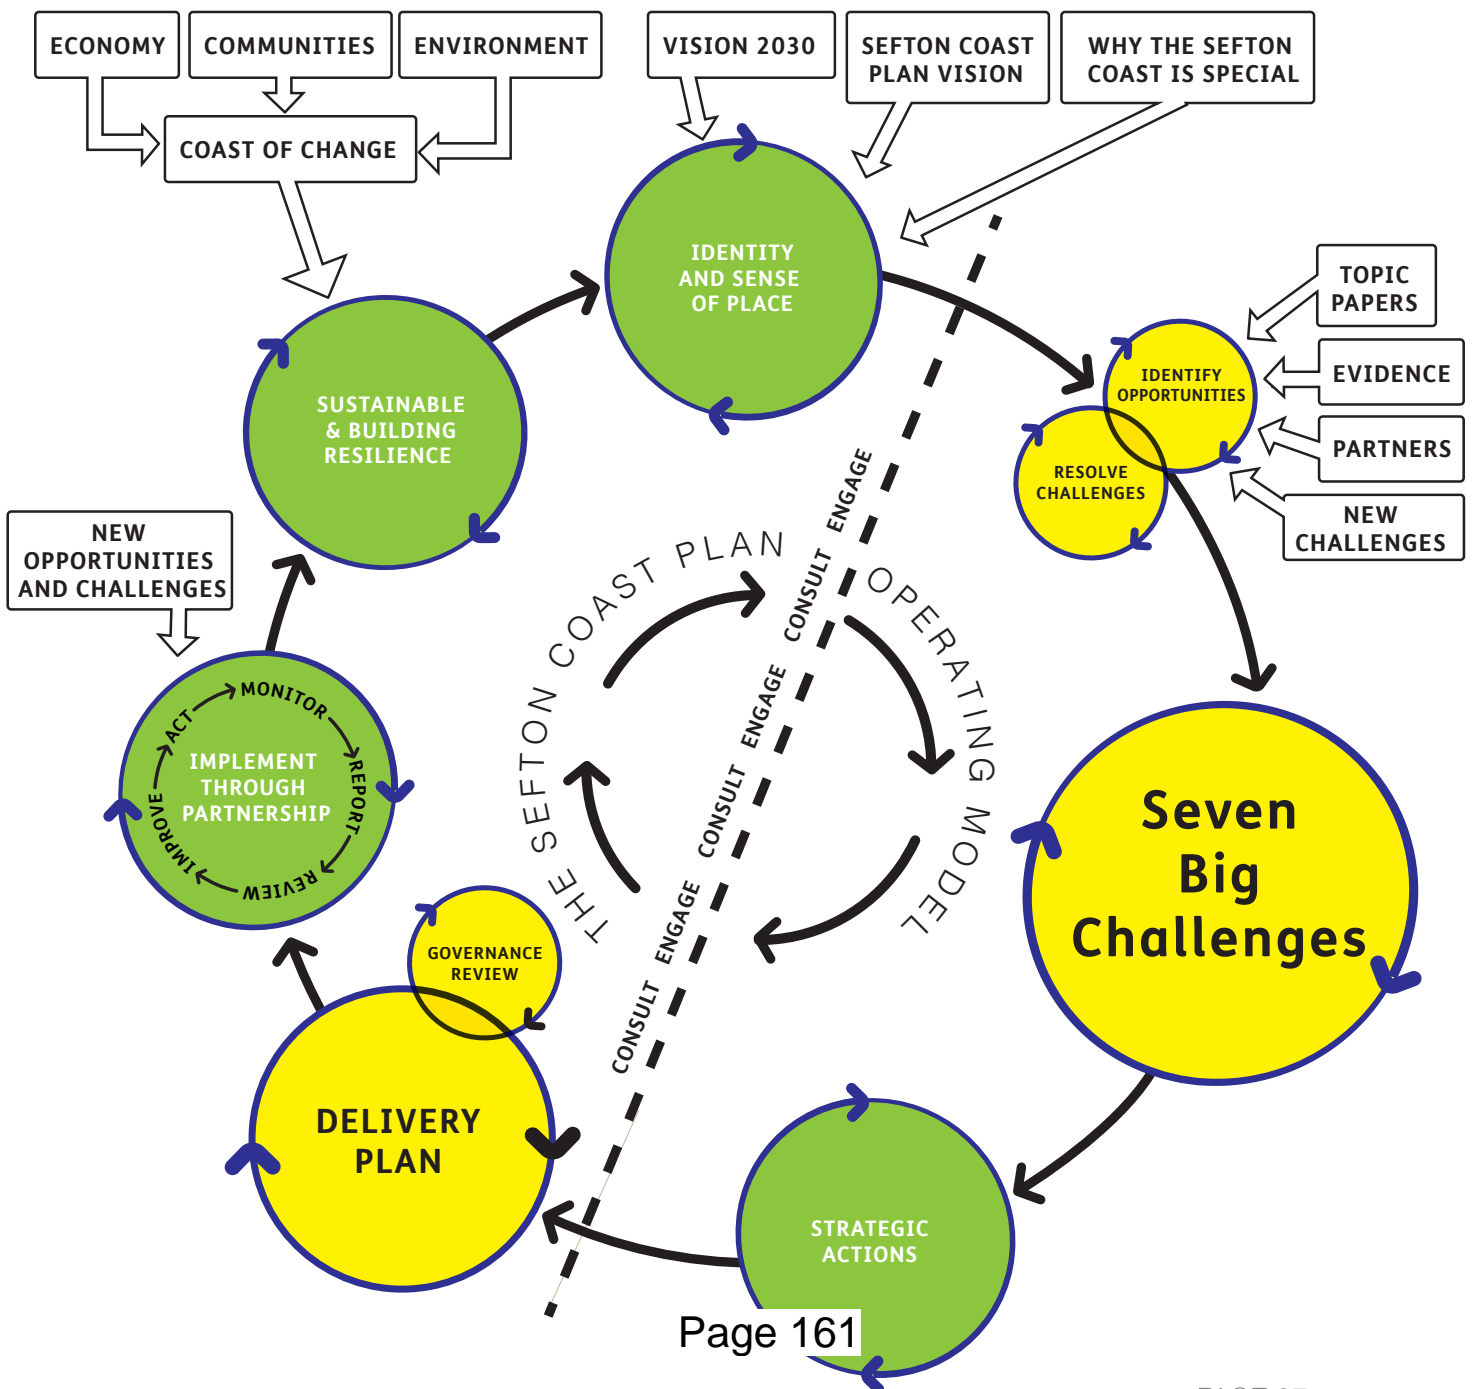 ECONOMY
COMMUNITIES
ENVIRONMENT
COAST OF CHANGE
VISION 2030
SEFTON COAST
PLAN VISION
WHY THE SEFTON
COAST IS SPECIAL
IDENTITY
AND SENSE
OF PLACE
TOPIC
PAPERS
EVIDENCE
PARTNERS
NEW
CHALLENGES
IDENTIFY
OPPORTUNITIES
RESOLVE
CHALLENGES
SUSTAINABLE
& BUILDING
RESILIENCE
NEW
OPPORTUNITIES
AND CHALLENGES
MONITOR
REPORT
REVIEW
IMPROVE
ACT
IMPLEMENT
THROUGH
PARTNERSHIP
THE SEFTON COAST PLAN OPERATING MODEL
CONSULT ENGAGE CONSULT ENGAGE CONSULT ENGAGE
Seven
Big
Challenges
GOVERNANCE
REVIEW
DELIVERY
PLAN
STRATEGIC
ACTIONS
Page 161